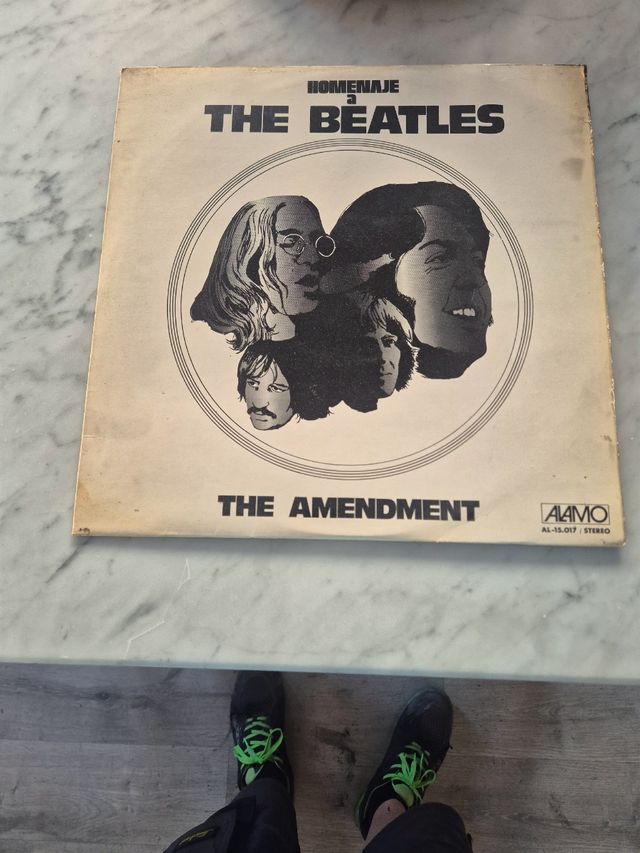 HOMENAJE
a
THE BEATLES
THE AMENDMENT
ALAMO
AL-15.017 / STEREO